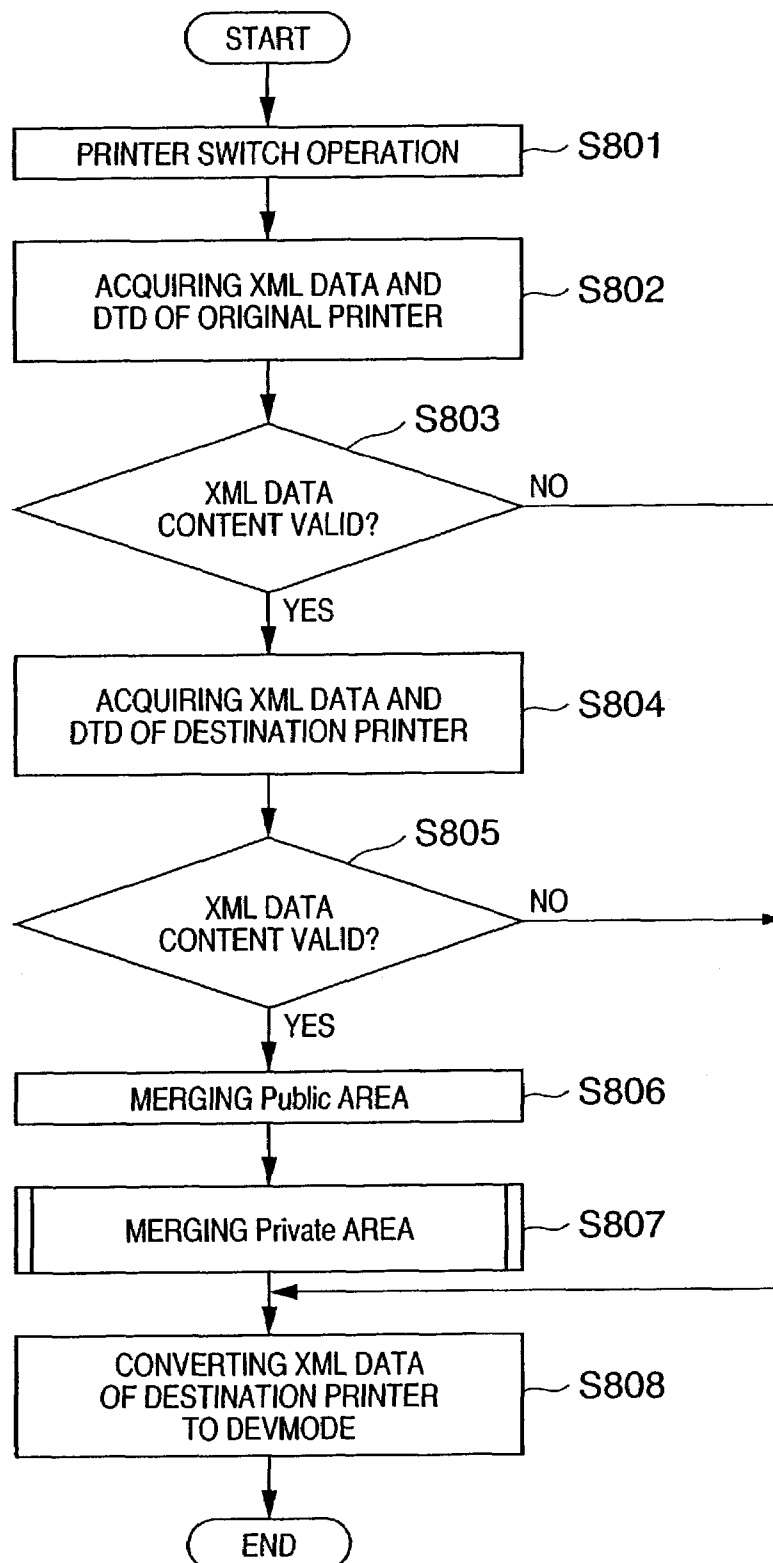 START
PRINTER SWITCH OPERATION
S801
ACQUIRING XML DATA AND
DTD OF ORIGINAL PRINTER
S802
S803
XML DATA
CONTENT VALID?
NO
YES
ACQUIRING XML DATA AND
DTD OF DESTINATION PRINTER
S804
S805
XML DATA
CONTENT VALID?
NO
YES
MERGING Public AREA
S806
MERGING Private AREA
S807
CONVERTING XML DATA
OF DESTINATION PRINTER
TO DEVMODE
S808
END